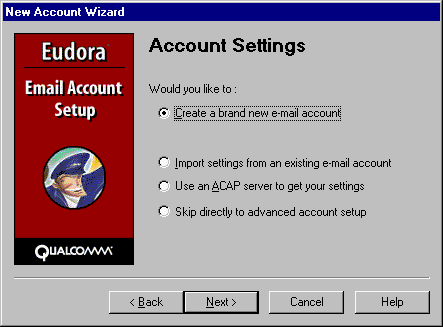 New Account Wizard
Eudora
Email Account
Setup
QUALCOMM
Account Settings
Would you like to :
Create a brand new e-mail account
Import settings from an existing e-mail account
Use an ACAP server to get your settings
Skip directly to advanced account setup
< Back
Next >
Cancel
Help